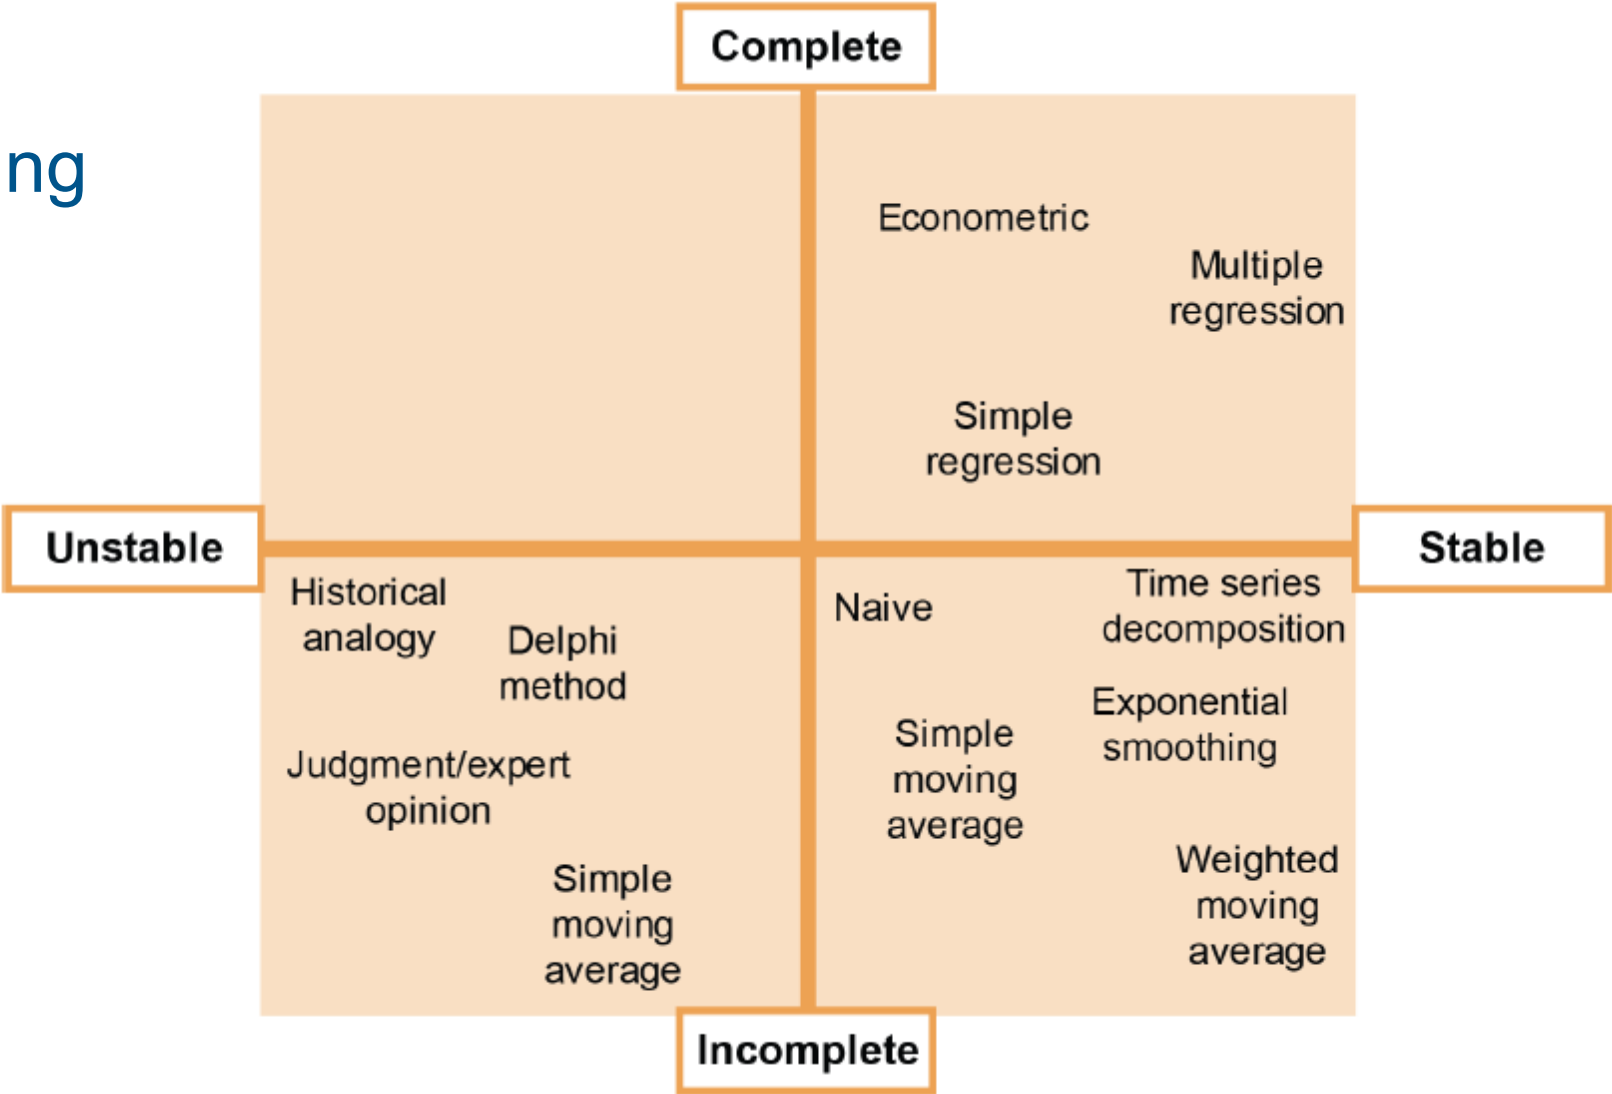 Complete
ng
Econometric
Multiple
regression
Simple
regression
Unstable
Stable
Historical
analogy
Delphi
method
Judgment/expert
opinion
Simple
moving
average
Naive
Time series
decomposition
Exponential
smoothing
Simple
moving
average
Weighted
moving
average
Incomplete